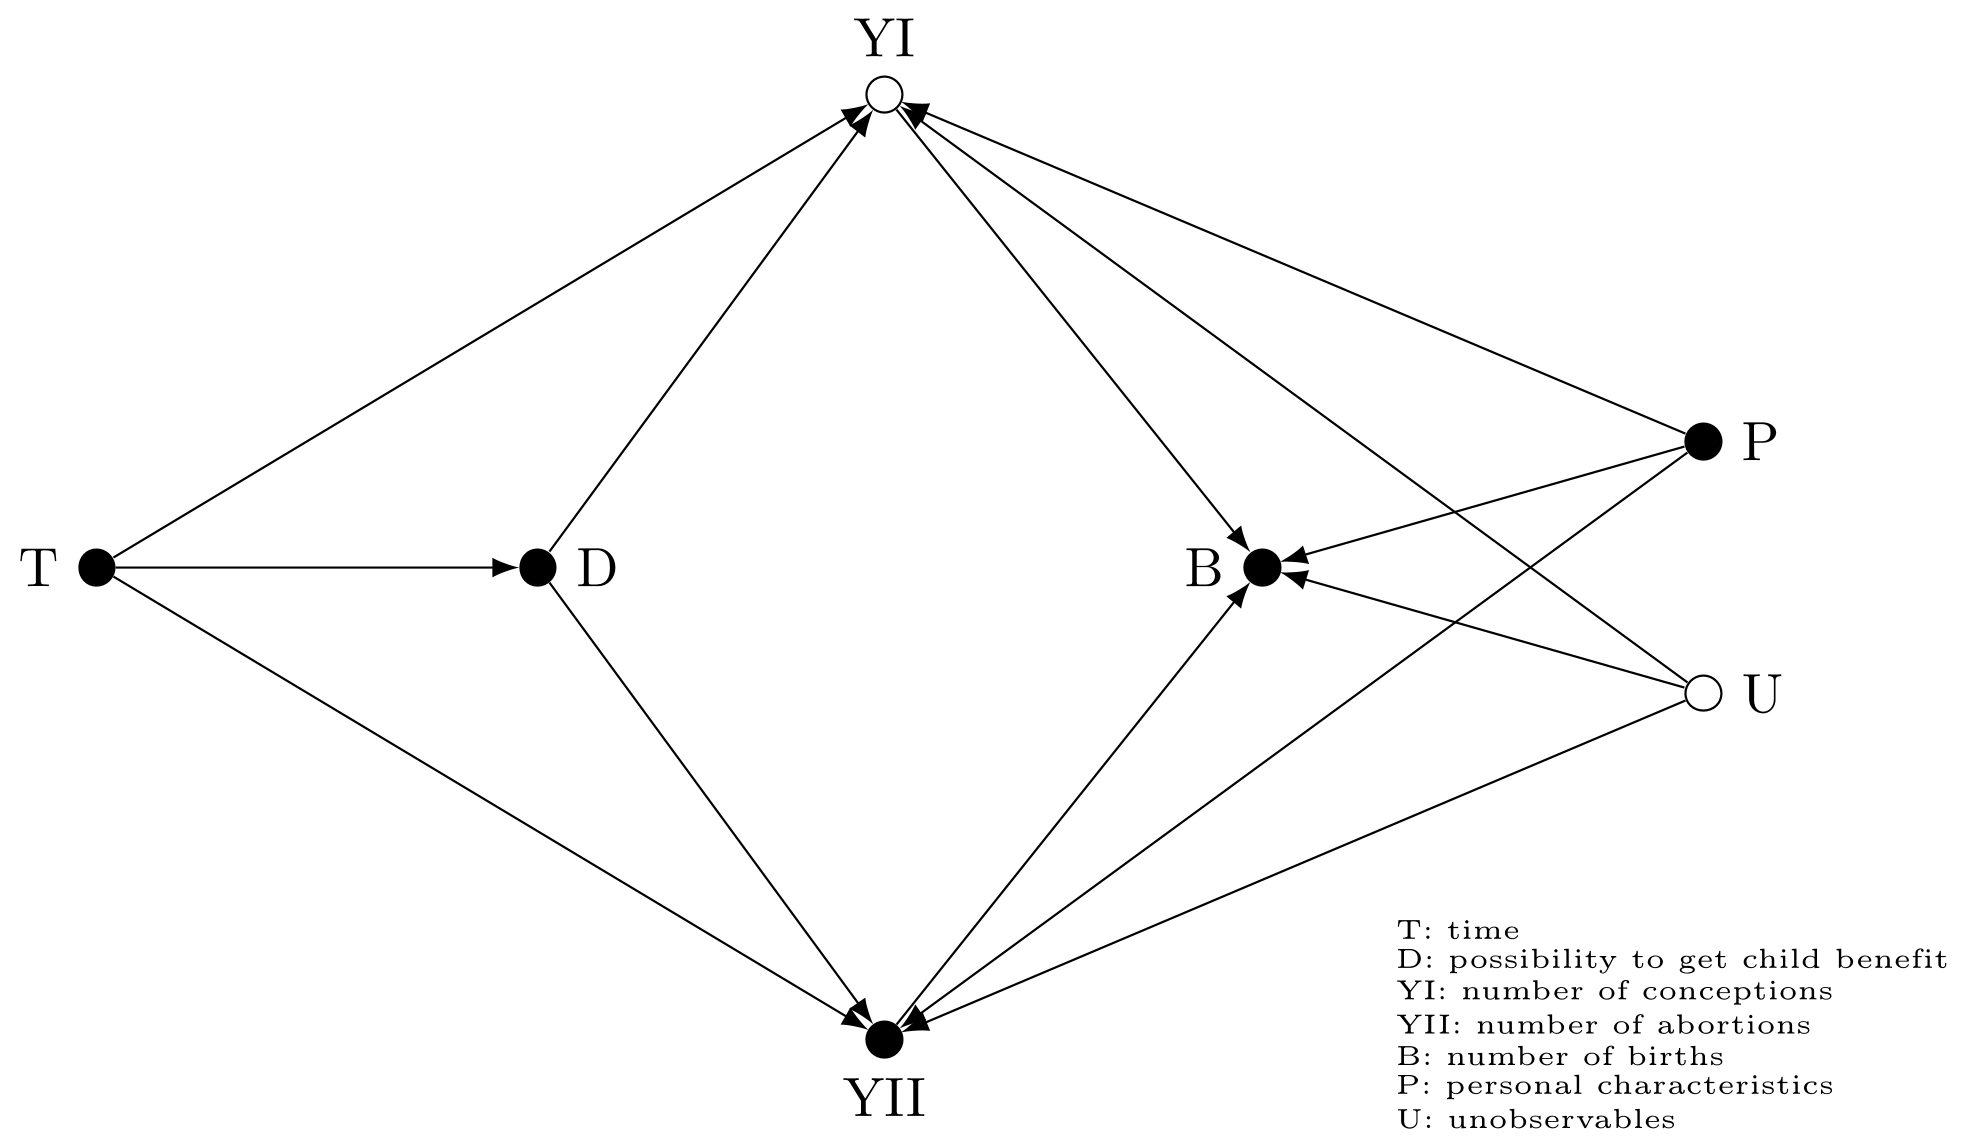 YI
P
T
D
B
U
YII
T: time
D: possibility to get child benefit
YI: number of conceptions
YII: number of abortions
B: number of births
P: personal characteristics
U: unobservables